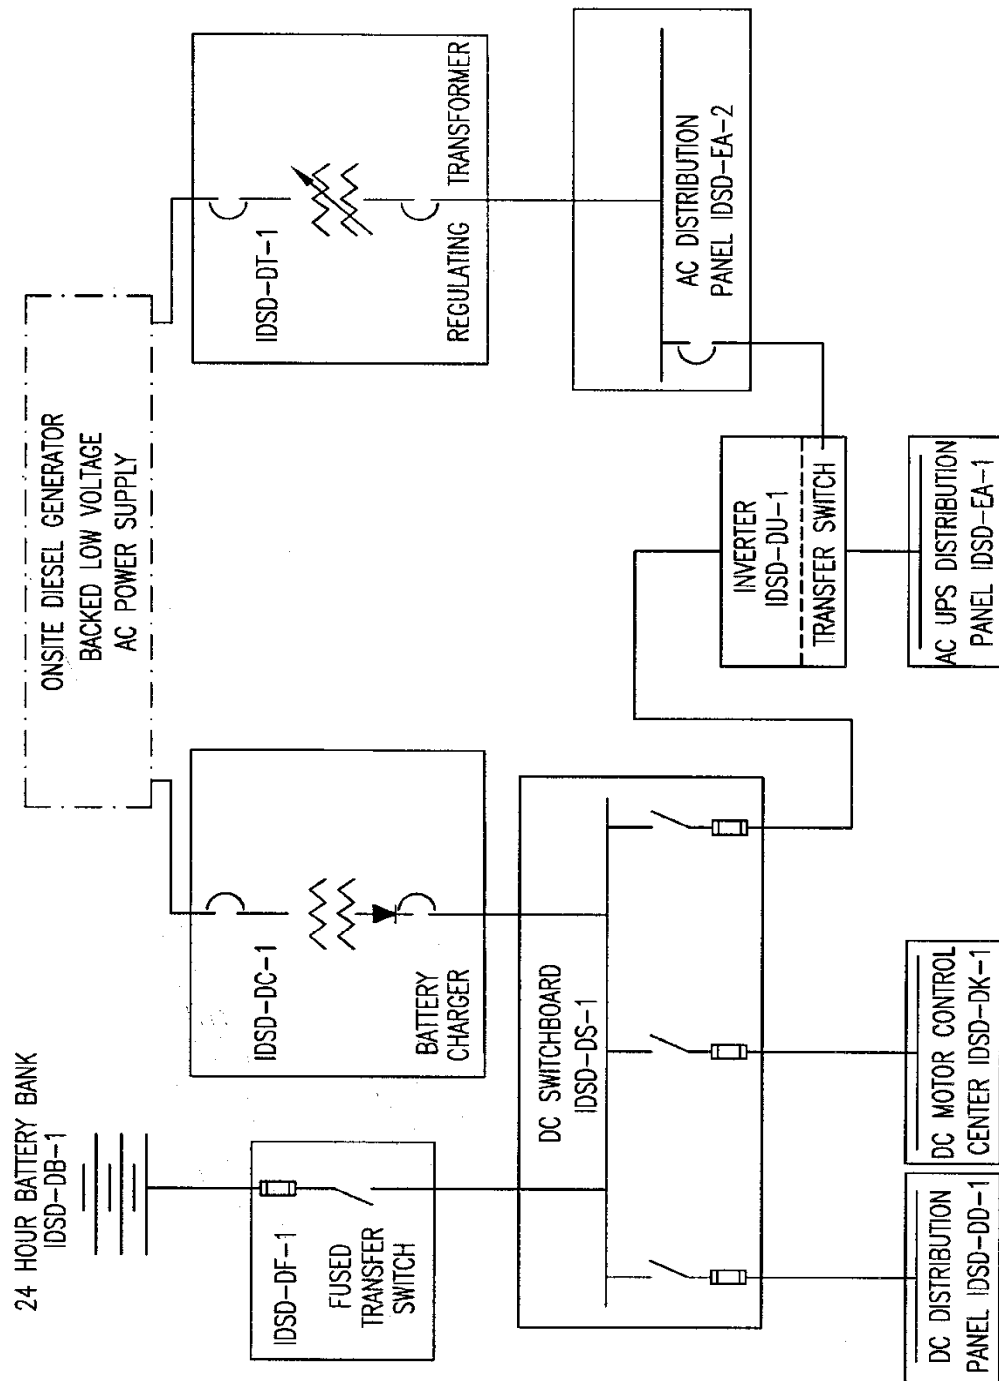 24 HOUR BATTERY BANK
IDSD-DB-1
ONSITE DIESEL GENERATOR
BACKED LOW VOLTAGE
AC POWER SUPPLY
IDSD-DF-1
FUSED
TRANSFER
SWITCH
IDSD-DC-1
BATTERY
CHARGER
IDSD-DT-1
REGULATING TRANSFORMER
DC SWITCHBOARD
IDSD-DS-1
AC DISTRIBUTION
PANEL IDSD-EA-2
INVERTER
IDSD-DU-1
TRANSFER SWITCH
DC DISTRIBUTION
PANEL IDSD-DD-1
DC MOTOR CONTROL
CENTER IDSD-DK-1
AC UPS DISTRIBUTION
PANEL IDSD-EA-1